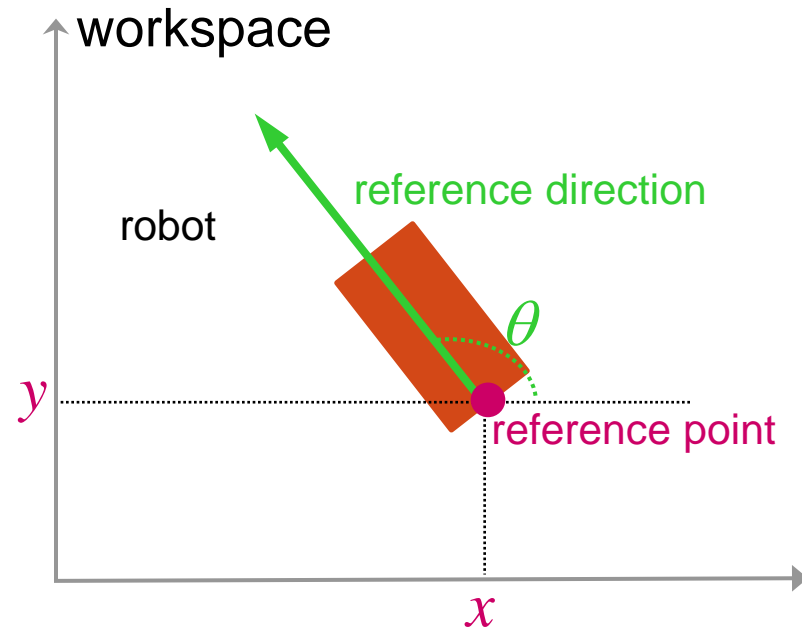 workspace
reference direction
robot
θ
y
reference point
x